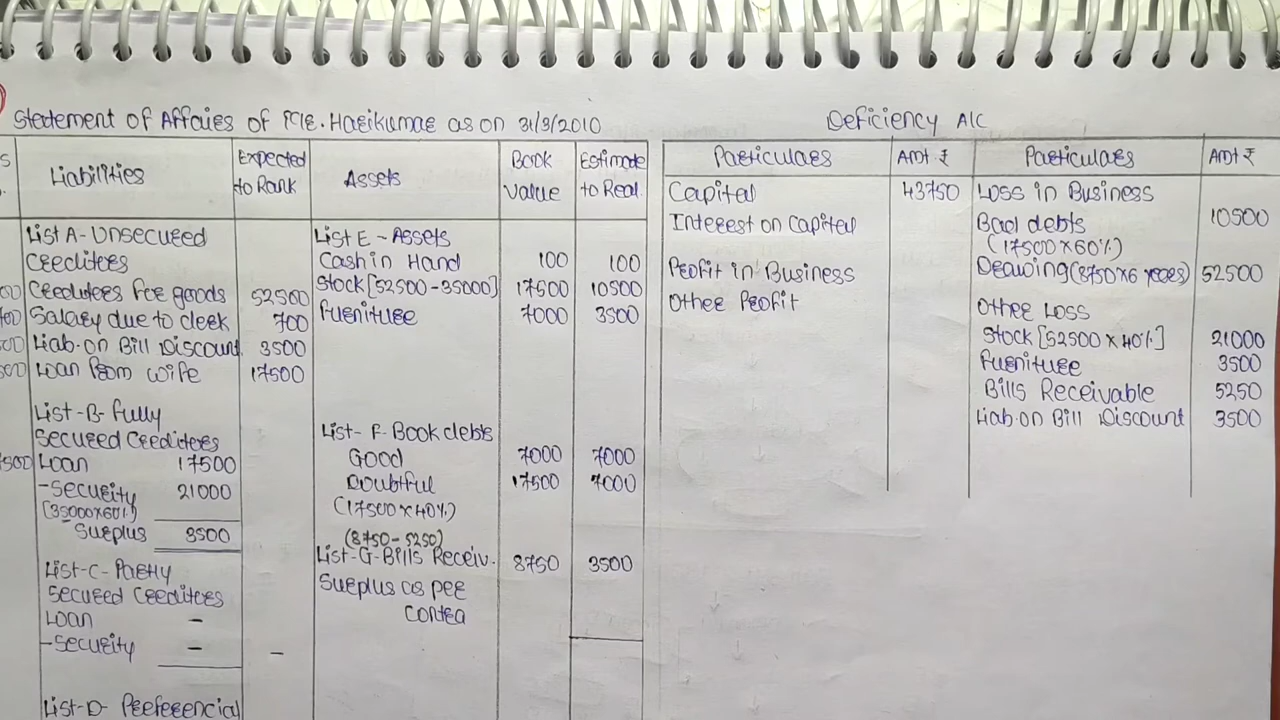 Statement of Affairs of Mr. Harikumar as on 31/3/2010
Liabilities
Expected
to Rank
Assets
Book
Value
Estimate
to Real.
List A - Unsecured
Creditors
Creditors for goods 52500
Salary due to clerk 700
Liab. on Bill Discount 3500
Loan from wife 17500
List - B - fully
Secured Creditors
Loan 17500
- Security 21000
(35000x60%)
- Surplus 3500
List - C - Partly
Secured Creditors
Loan -
- Security - -
List - D - Preferencial
List E - Assets
Cash in Hand 100 100
Stock [52500 - 35000] 17500 10500
Furniture 7000 3500
List - F - Book debts
Good 7000 7000
Doubtful 17500 7000
(17500 x 40%)
(8750 - 5250)
List - G - Bills Receiv. 8750 3500
Surplus as per
contra
Deficiency A/C
Particulars Amt ₹ Particulars Amt ₹
Capital 43750
Interest on Capital
Profit in Business
Other Profit
Loss in Business
Bad debts 10500
(17500 x 60%)
Drawing (8750x6 years) 52500
Other Loss
Stock [52500 x 40%] 21000
Furniture 3500
Bills Receivable 5250
Liab. on Bill Discount 3500